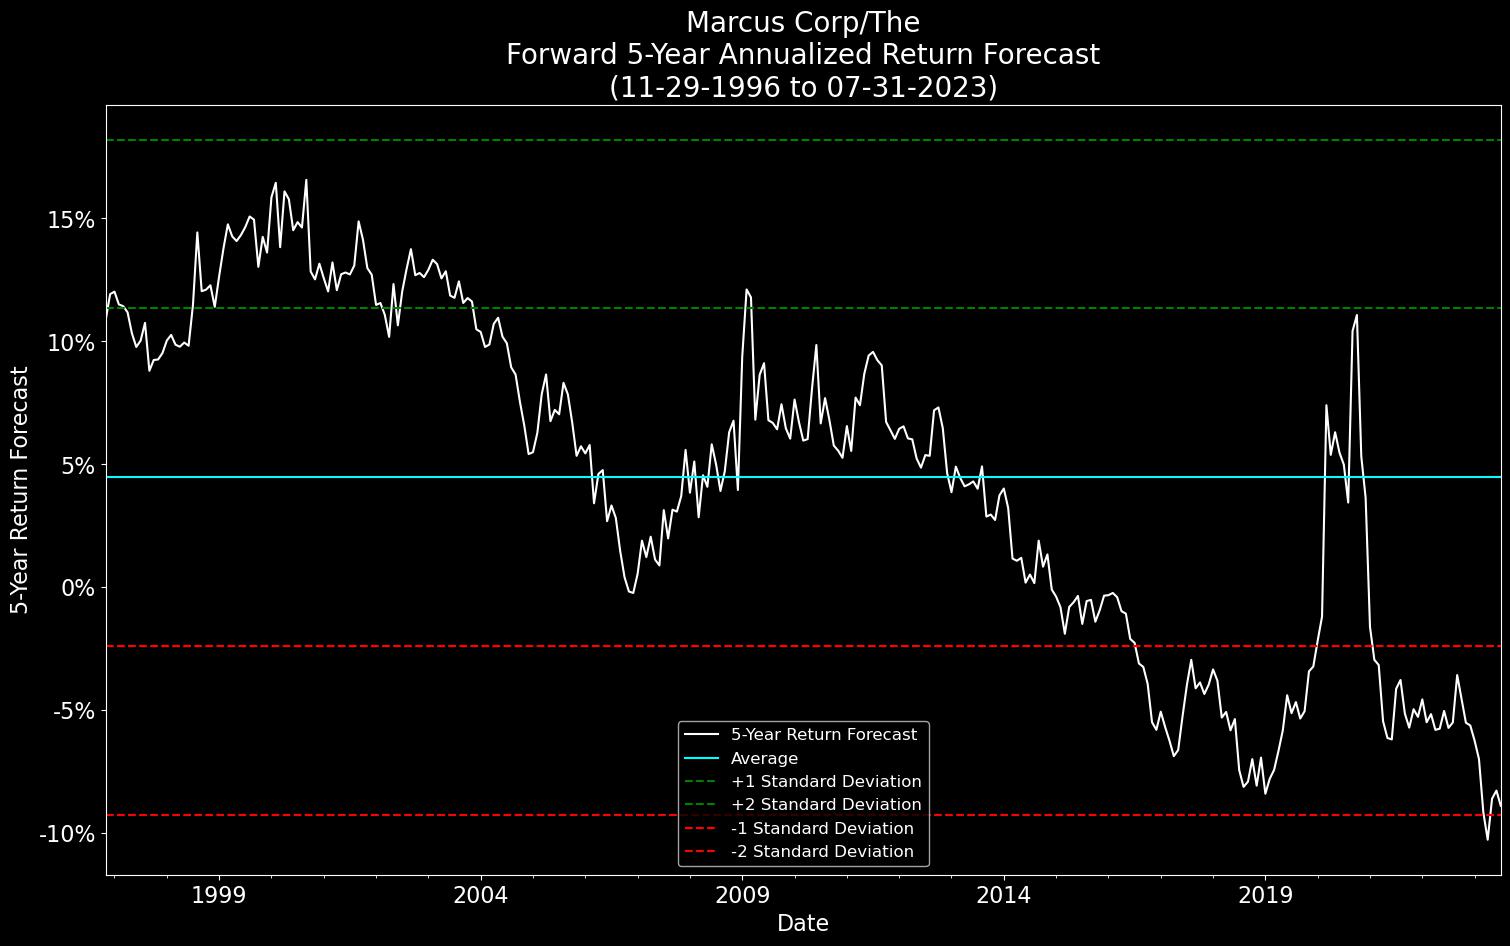 Marcus Corp/The
Forward 5-Year Annualized Return Forecast
(11-29-1996 to 07-31-2023)
5-Year Return Forecast
15%
10%
5%
0%
-5%
-10%
5-Year Return Forecast
Average
+1 Standard Deviation
+2 Standard Deviation
-1 Standard Deviation
-2 Standard Deviation
1999 2004 2009 2014 2019
Date